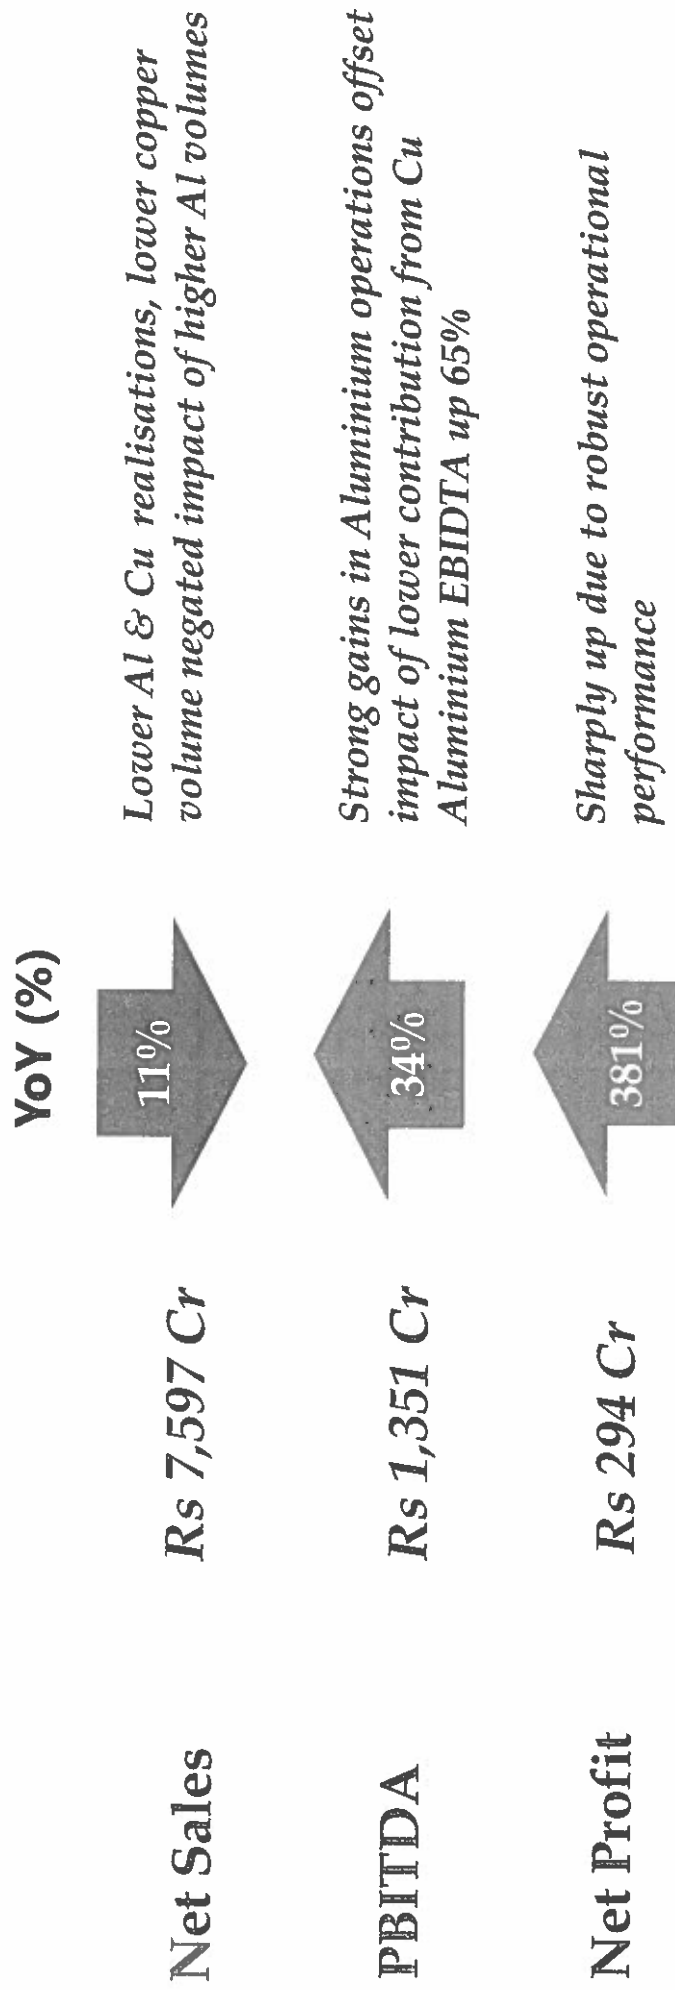 YoY (%)
Net Sales
Rs 7,597 Cr
11%
Lower Al & Cu realisations, lower copper
volume negated impact of higher Al volumes
PBITDA
Rs 1,351 Cr
34%
Strong gains in Aluminium operations offset
impact of lower contribution from Cu
Aluminium EBIDTA up 65%
Net Profit
Rs 294 Cr
381%
Sharply up due to robust operational
performance